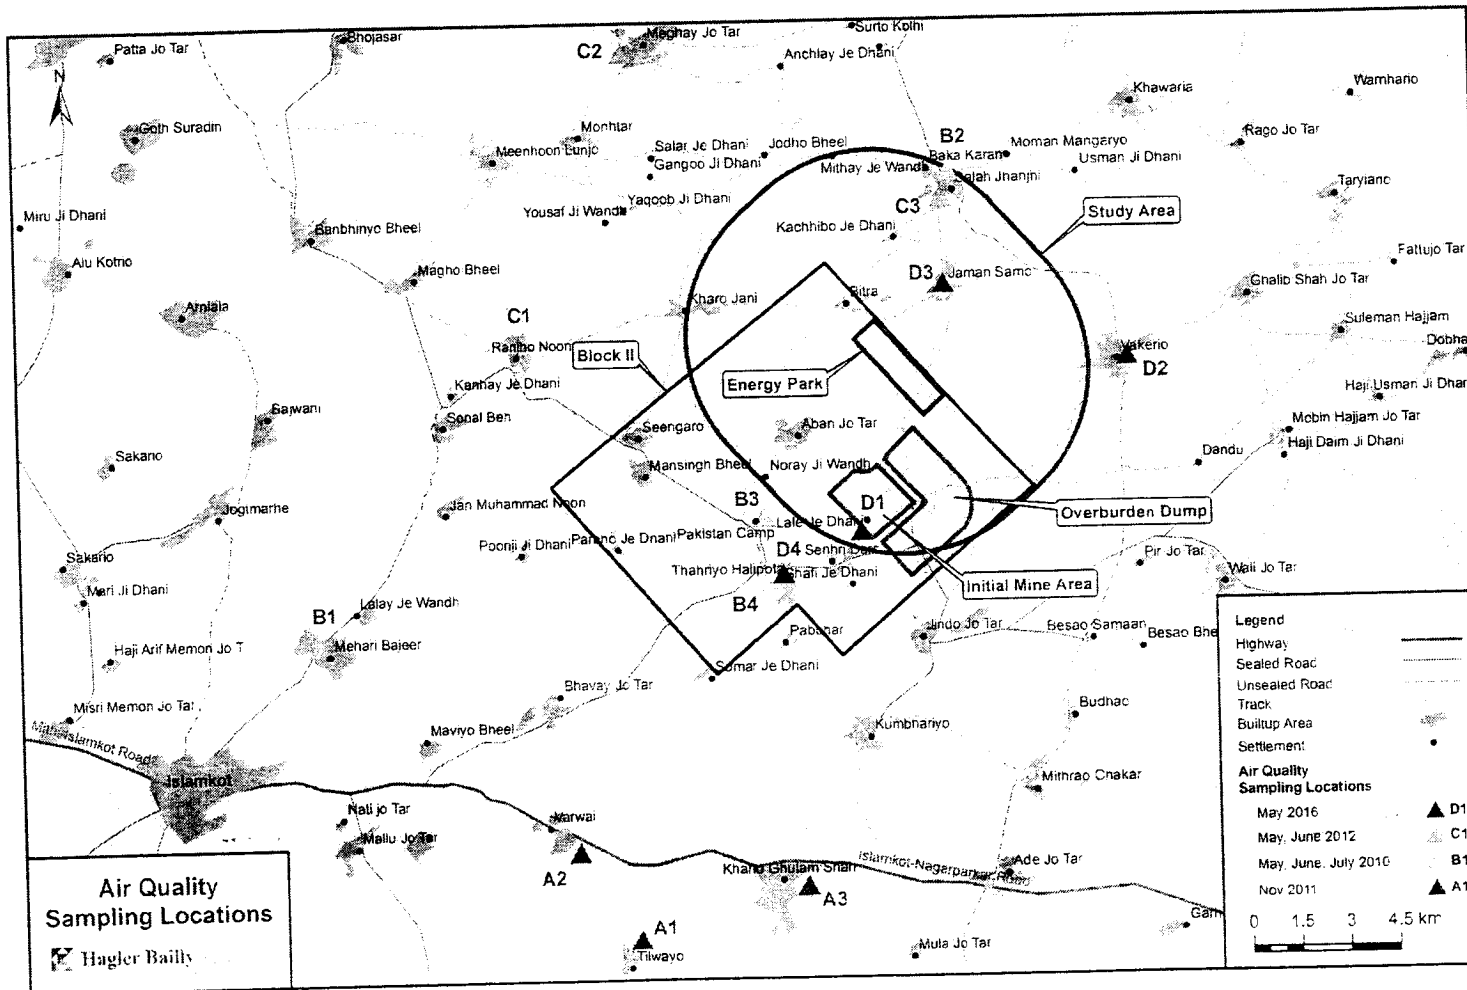 Patta Jo Tar
Bhojasar
C2
Meghay Jo Tar
Surto Kolhi
Anchlay Je Dhani
N
Khawaria
Wamhario
Goth Suradin
Monhtar
Meenhoon Lunjo
Salar Je Dhani
Gangoo Ji Dhani
Jodho Bheel
B2
Baka Karan
Moman Mangaryo
Rago Jo Tar
Mithay Je Wandh
Usman Ji Dhani
Salah Jhanjhi
Taryiano
Yaqoob Ji Dhani
Yousaf Ji Wandh
C3
Study Area
Miru Ji Dhani
Banbhinyo Bheel
Kachhibo Je Dhani
Fattujo Tar
Alu Kotrio
Magho Bheel
D3
Jaman Samo
Ghalib Shah Jo Tar
Kharo Jani
Bitra
Arniala
Suleman Hajjam
C1
Ranjho Noon
Block II
Vakerio
D2
Dobha
Kanhay Je Dhani
Energy Park
Haji Usman Ji Dhan
Sajwani
Sonal Beh
Seengaro
Aban Jo Tar
Mobin Hajjam Jo Tar
Haji Daim Ji Dhani
Sakario
Mansingh Bheel
Noray Ji Wandh
Dandu
Jogimarhe
Jan Muhammad Noon
B3
D1
Lale Je Dhani
Overburden Dump
Poonji Ji Dhani
Paroho Je Dhani
Pakistan Camp
D4
Senhri Dars
Pir Jo Tar
Sakario
Thahriyo Halipota
Ghafi Je Dhani
Initial Mine Area
Wali Jo Tar
Mari Ji Dhani
B1
Lalay Je Wandh
B4
Mehari Bajeer
Pabuhar
Jindo Jo Tar
Besao Samaan
Besao Bhe
Haji Arif Memon Jo T
Somar Je Dhani
Bhavay Jo Tar
Misri Memon Jo Tar
Maviyo Bheel
Budhao
Kumbhariyo
Islamkot Road
Islamkot
Mithrao Chakar
Nali jo Tar
Mallu Jo Tar
Varwai
A2
Khario Ghulam Shah
Islamkot-Nagarparkar Road
Ade Jo Tar
A3
A1
Tilwayo
Mula Jo Tar
Legend
Highway
Sealed Road
Unsealed Road
Track
Builtup Area
Settlement
Air Quality
Sampling Locations
May 2016
D1
May, June 2012
C1
May, June, July 2010
B1
Nov 2011
A1
0 1.5 3 4.5 km
Air Quality
Sampling Locations
Hagler Bailly